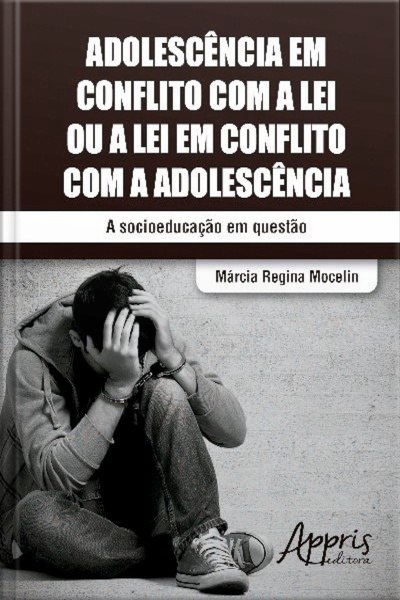 ADOLESCÊNCIA EM
CONFLITO COM A LEI
OU A LEI EM CONFLITO
COM A ADOLESCÊNCIA
A socioeducação em questão
Márcia Regina Mocelin
Appris
editora